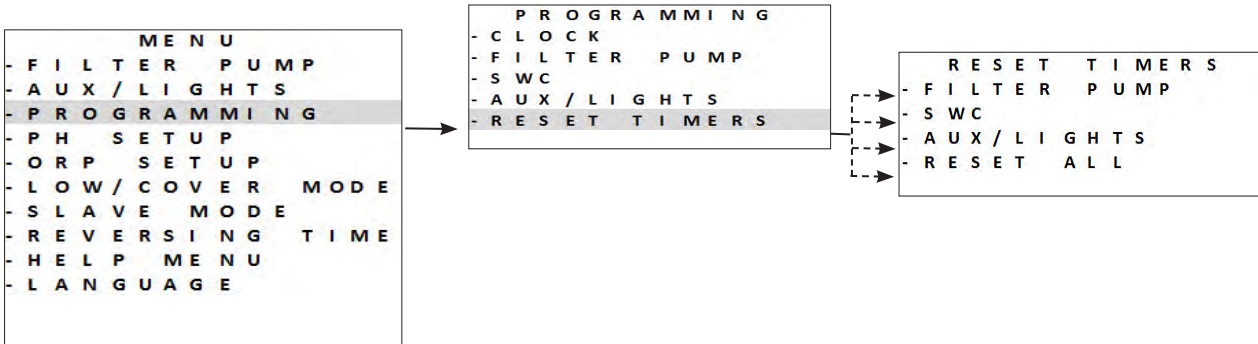 MENU
- FILTER PUMP
- AUX/LIGHTS
- PROGRAMMING
- PH SETUP
- ORP SETUP
- LOW/COVER MODE
- SLAVE MODE
- REVERSING TIME
- HELP MENU
- LANGUAGE
PROGRAMMING
- CLOCK
- FILTER PUMP
- SWC
- AUX/LIGHTS
- RESET TIMERS
RESET TIMERS
- FILTER PUMP
- SWC
- AUX/LIGHTS
- RESET ALL